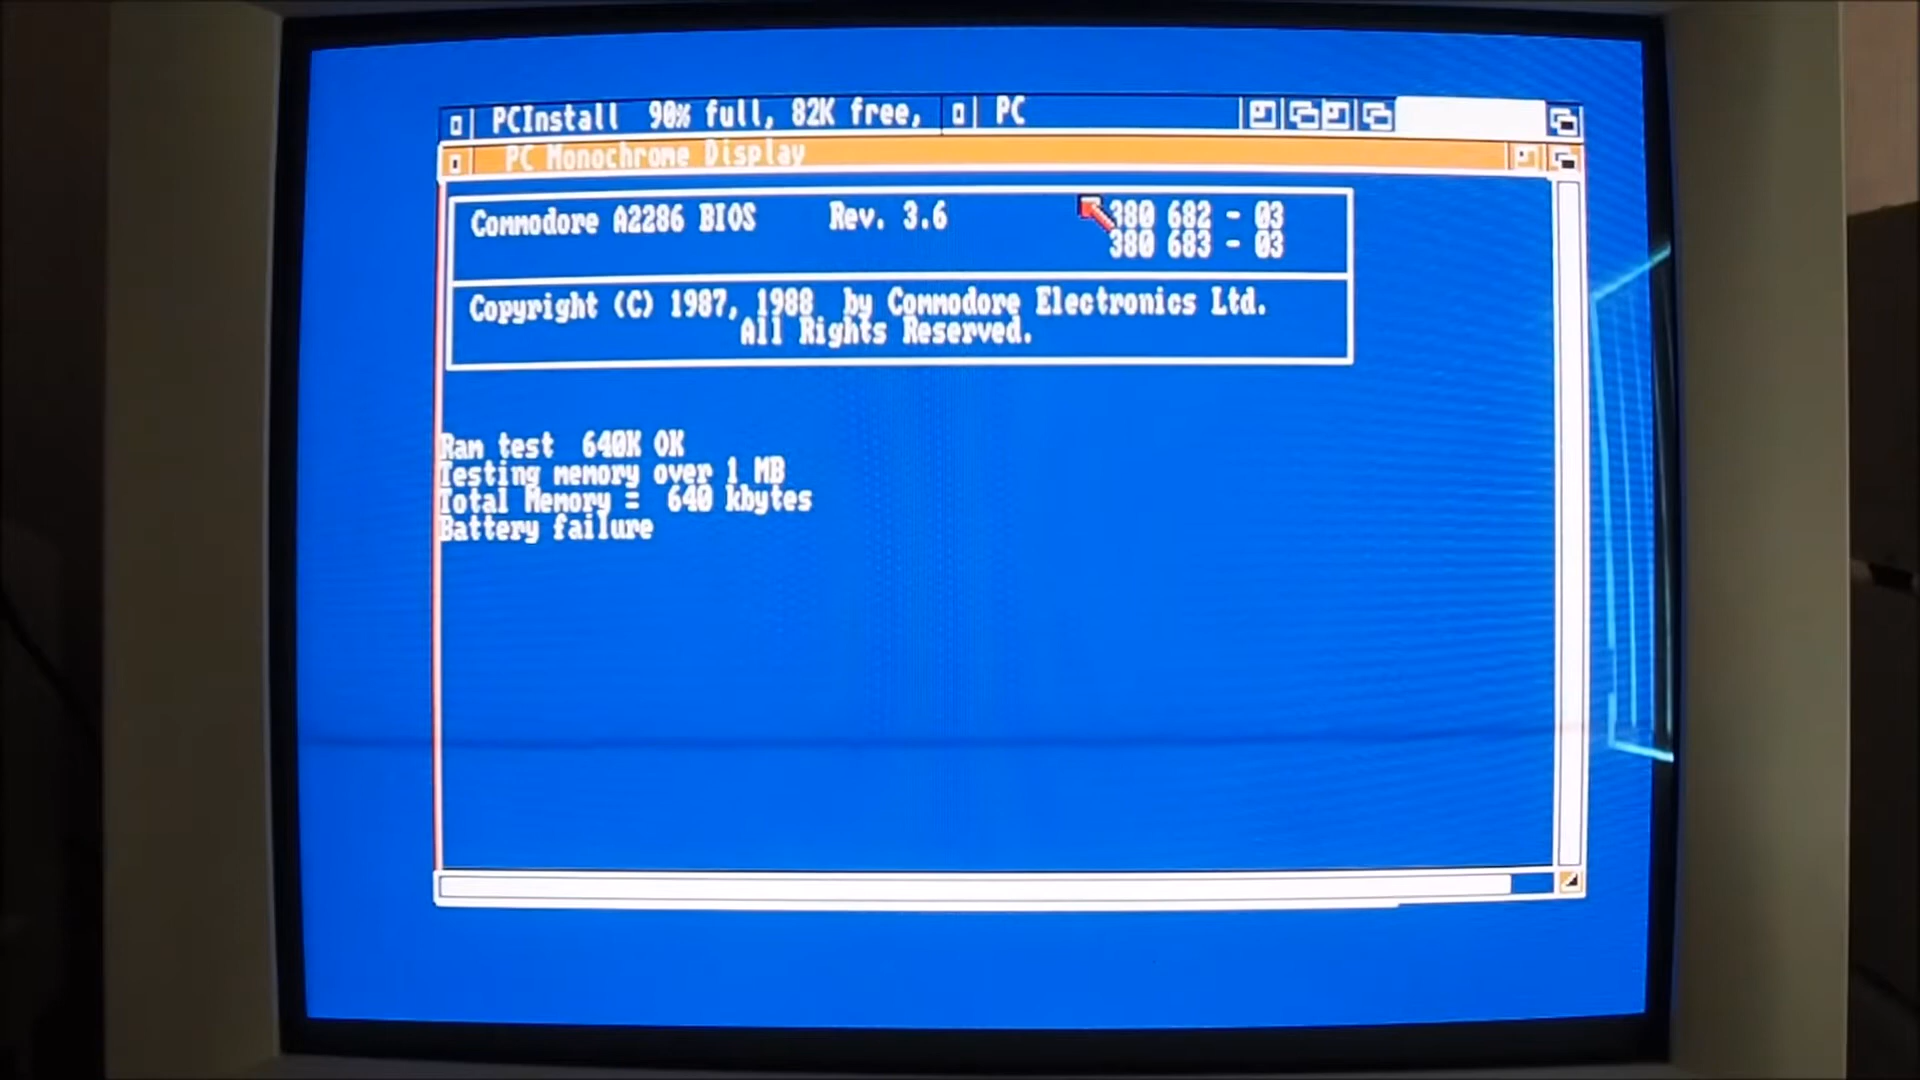 PCInstall 90% full, 82K free, PC
PC Monochrome Display
Commodore A2286 BIOS Rev. 3.6 380 682 - 03
380 683 - 03
Copyright (C) 1987, 1988 by Commodore Electronics Ltd.
All Rights Reserved.
Ram test 640K OK
Testing memory over 1 MB
Total Memory = 640 kbytes
Battery failure